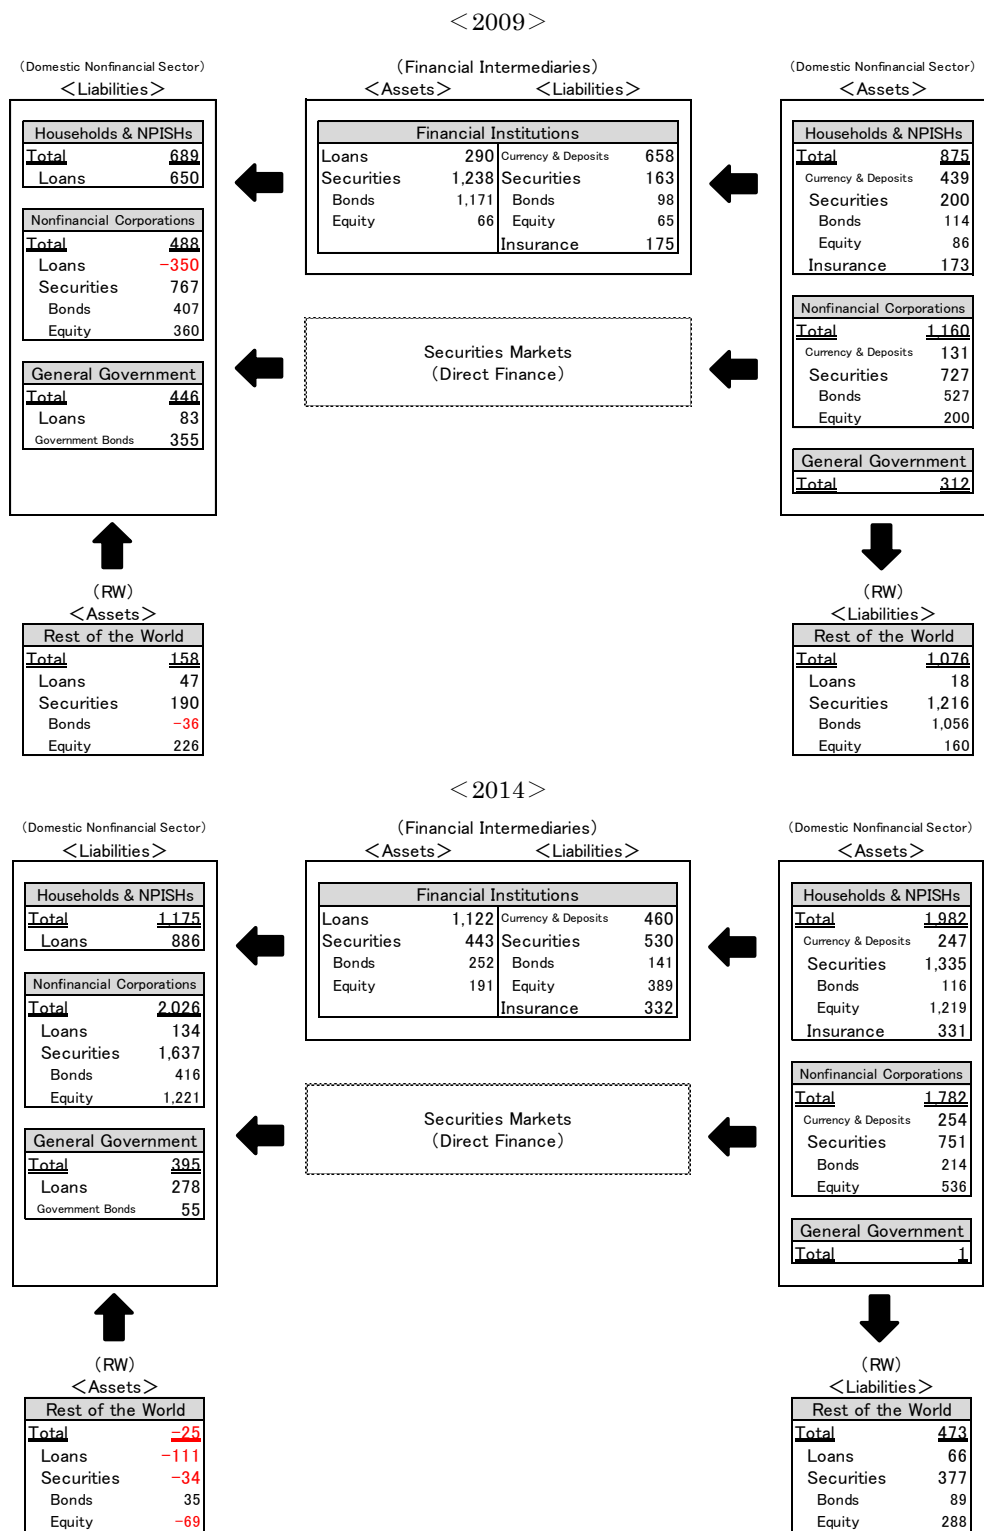 ＜2009＞
(Domestic Nonfinancial Sector)
＜Liabilities＞
Households & NPISHs
Total 689
Loans 650
Nonfinancial Corporations
Total 488
Loans -350
Securities 767
Bonds 407
Equity 360
General Government
Total 446
Loans 83
Government Bonds 355
(Financial Intermediaries)
＜Assets＞ ＜Liabilities＞
Financial Institutions
Loans 290 Currency & Deposits 658
Securities 1,238 Securities 163
Bonds 1,171 Bonds 98
Equity 66 Equity 65
Insurance 175
Securities Markets
(Direct Finance)
(Domestic Nonfinancial Sector)
＜Assets＞
Households & NPISHs
Total 875
Currency & Deposits 439
Securities 200
Bonds 114
Equity 86
Insurance 173
Nonfinancial Corporations
Total 1,160
Currency & Deposits 131
Securities 727
Bonds 527
Equity 200
General Government
Total 312
(RW)
＜Assets＞
Rest of the World
Total 158
Loans 47
Securities 190
Bonds -36
Equity 226
(RW)
＜Liabilities＞
Rest of the World
Total 1,076
Loans 18
Securities 1,216
Bonds 1,056
Equity 160
＜2014＞
(Domestic Nonfinancial Sector)
＜Liabilities＞
Households & NPISHs
Total 1,175
Loans 886
Nonfinancial Corporations
Total 2,026
Loans 134
Securities 1,637
Bonds 416
Equity 1,221
General Government
Total 395
Loans 278
Government Bonds 55
(Financial Intermediaries)
＜Assets＞ ＜Liabilities＞
Financial Institutions
Loans 1,122 Currency & Deposits 460
Securities 443 Securities 530
Bonds 252 Bonds 141
Equity 191 Equity 389
Insurance 332
Securities Markets
(Direct Finance)
(Domestic Nonfinancial Sector)
＜Assets＞
Households & NPISHs
Total 1,982
Currency & Deposits 247
Securities 1,335
Bonds 116
Equity 1,219
Insurance 331
Nonfinancial Corporations
Total 1,782
Currency & Deposits 254
Securities 751
Bonds 214
Equity 536
General Government
Total 1
(RW)
＜Assets＞
Rest of the World
Total -25
Loans -111
Securities -34
Bonds 35
Equity -69
(RW)
＜Liabilities＞
Rest of the World
Total 473
Loans 66
Securities 377
Bonds 89
Equity 288